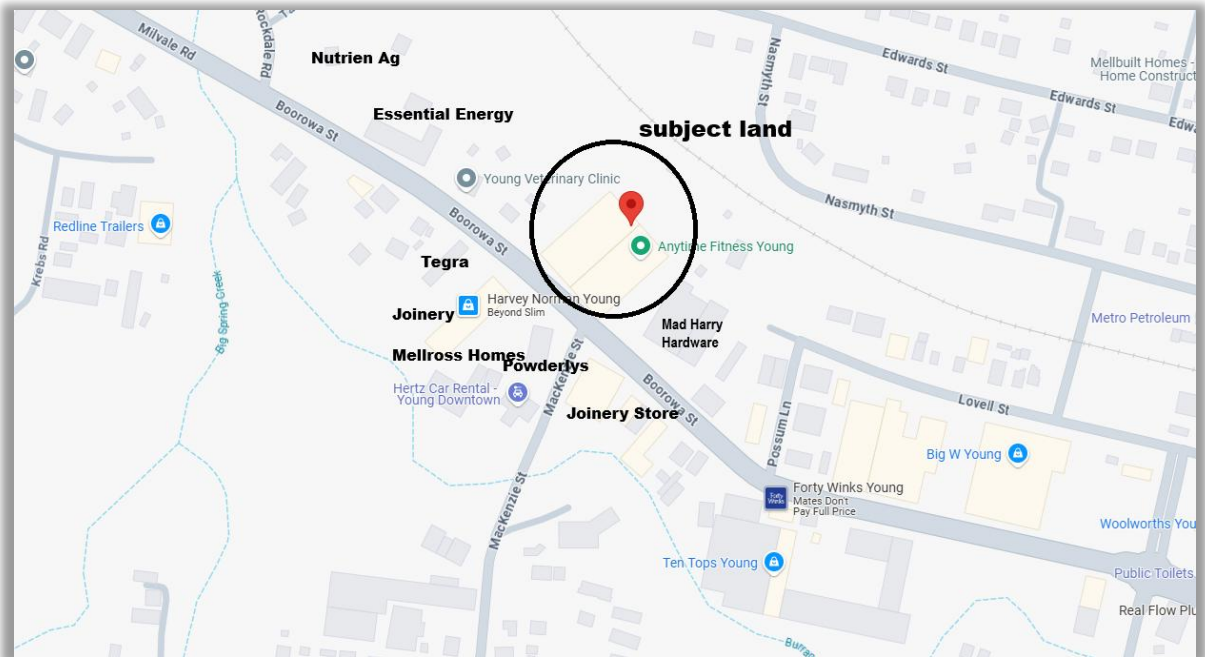 Milvale Rd
Rockdale Rd
Nutrien Ag
Nasmyth St
Edwards St
Mellbuilt Homes -
Home Construct
Edwards St
Boorowa St
Essential Energy
subject land
Young Veterinary Clinic
Nasmyth St
Redline Trailers
Boorowa St
Anytime Fitness Young
Krebs Rd
Tegra
Big Spring Creek
Harvey Norman Young
Beyond Slim
Joinery
Mad Harry
Hardware
Metro Petroleum
Mellross Homes
Powderlys
Hertz Car Rental -
Young Downtown
MacKenzie St
Boorowa St
Joinery Store
Lovell St
Possum Ln
Big W Young
Forty Winks Young
Mates Don't
Pay Full Price
Forty
Winks
MacKenzie St
Woolworths You
Ten Tops Young
Public Toilets
Real Flow Plu